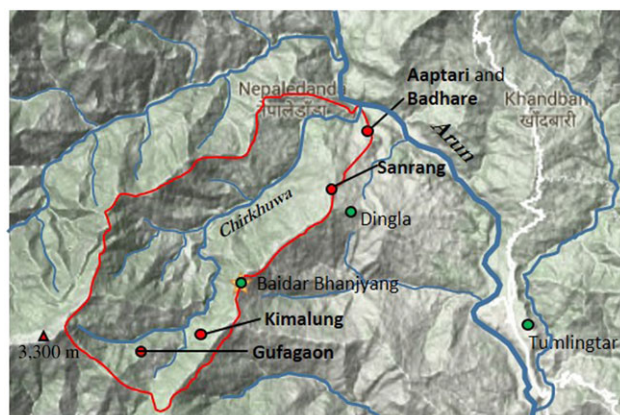 Aaptari and
Badhare
Nepaledanda
नेपालेडाँडा
Khandbari
खाँदबारी
Arun
Sanrang
Chirkhuwa
Dingla
Baidar Bhanjyang
Kimalung
3,300 m
Gufagaon
Tumlingtar